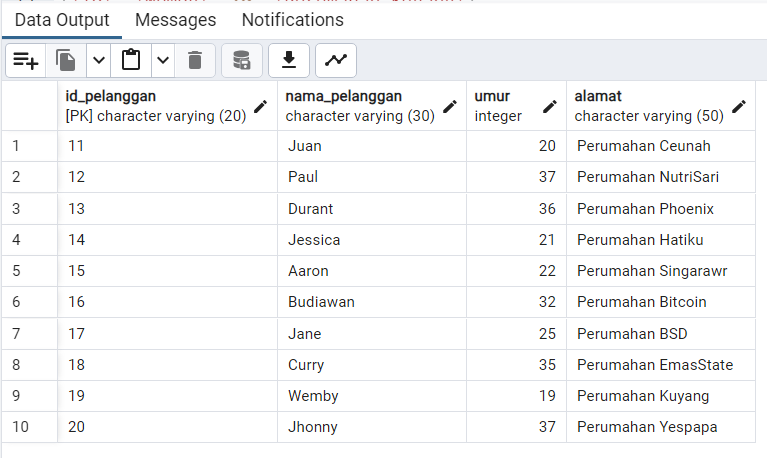 Data Output Messages Notifications
id_pelanggan nama_pelanggan umur alamat
[PK] character varying (20) character varying (30) integer character varying (50)
1 11 Juan 20 Perumahan Ceunah
2 12 Paul 37 Perumahan NutriSari
3 13 Durant 36 Perumahan Phoenix
4 14 Jessica 21 Perumahan Hatiku
5 15 Aaron 22 Perumahan Singarawr
6 16 Budiawan 32 Perumahan Bitcoin
7 17 Jane 25 Perumahan BSD
8 18 Curry 35 Perumahan EmasState
9 19 Wemby 19 Perumahan Kuyang
10 20 Jhonny 37 Perumahan Yespapa